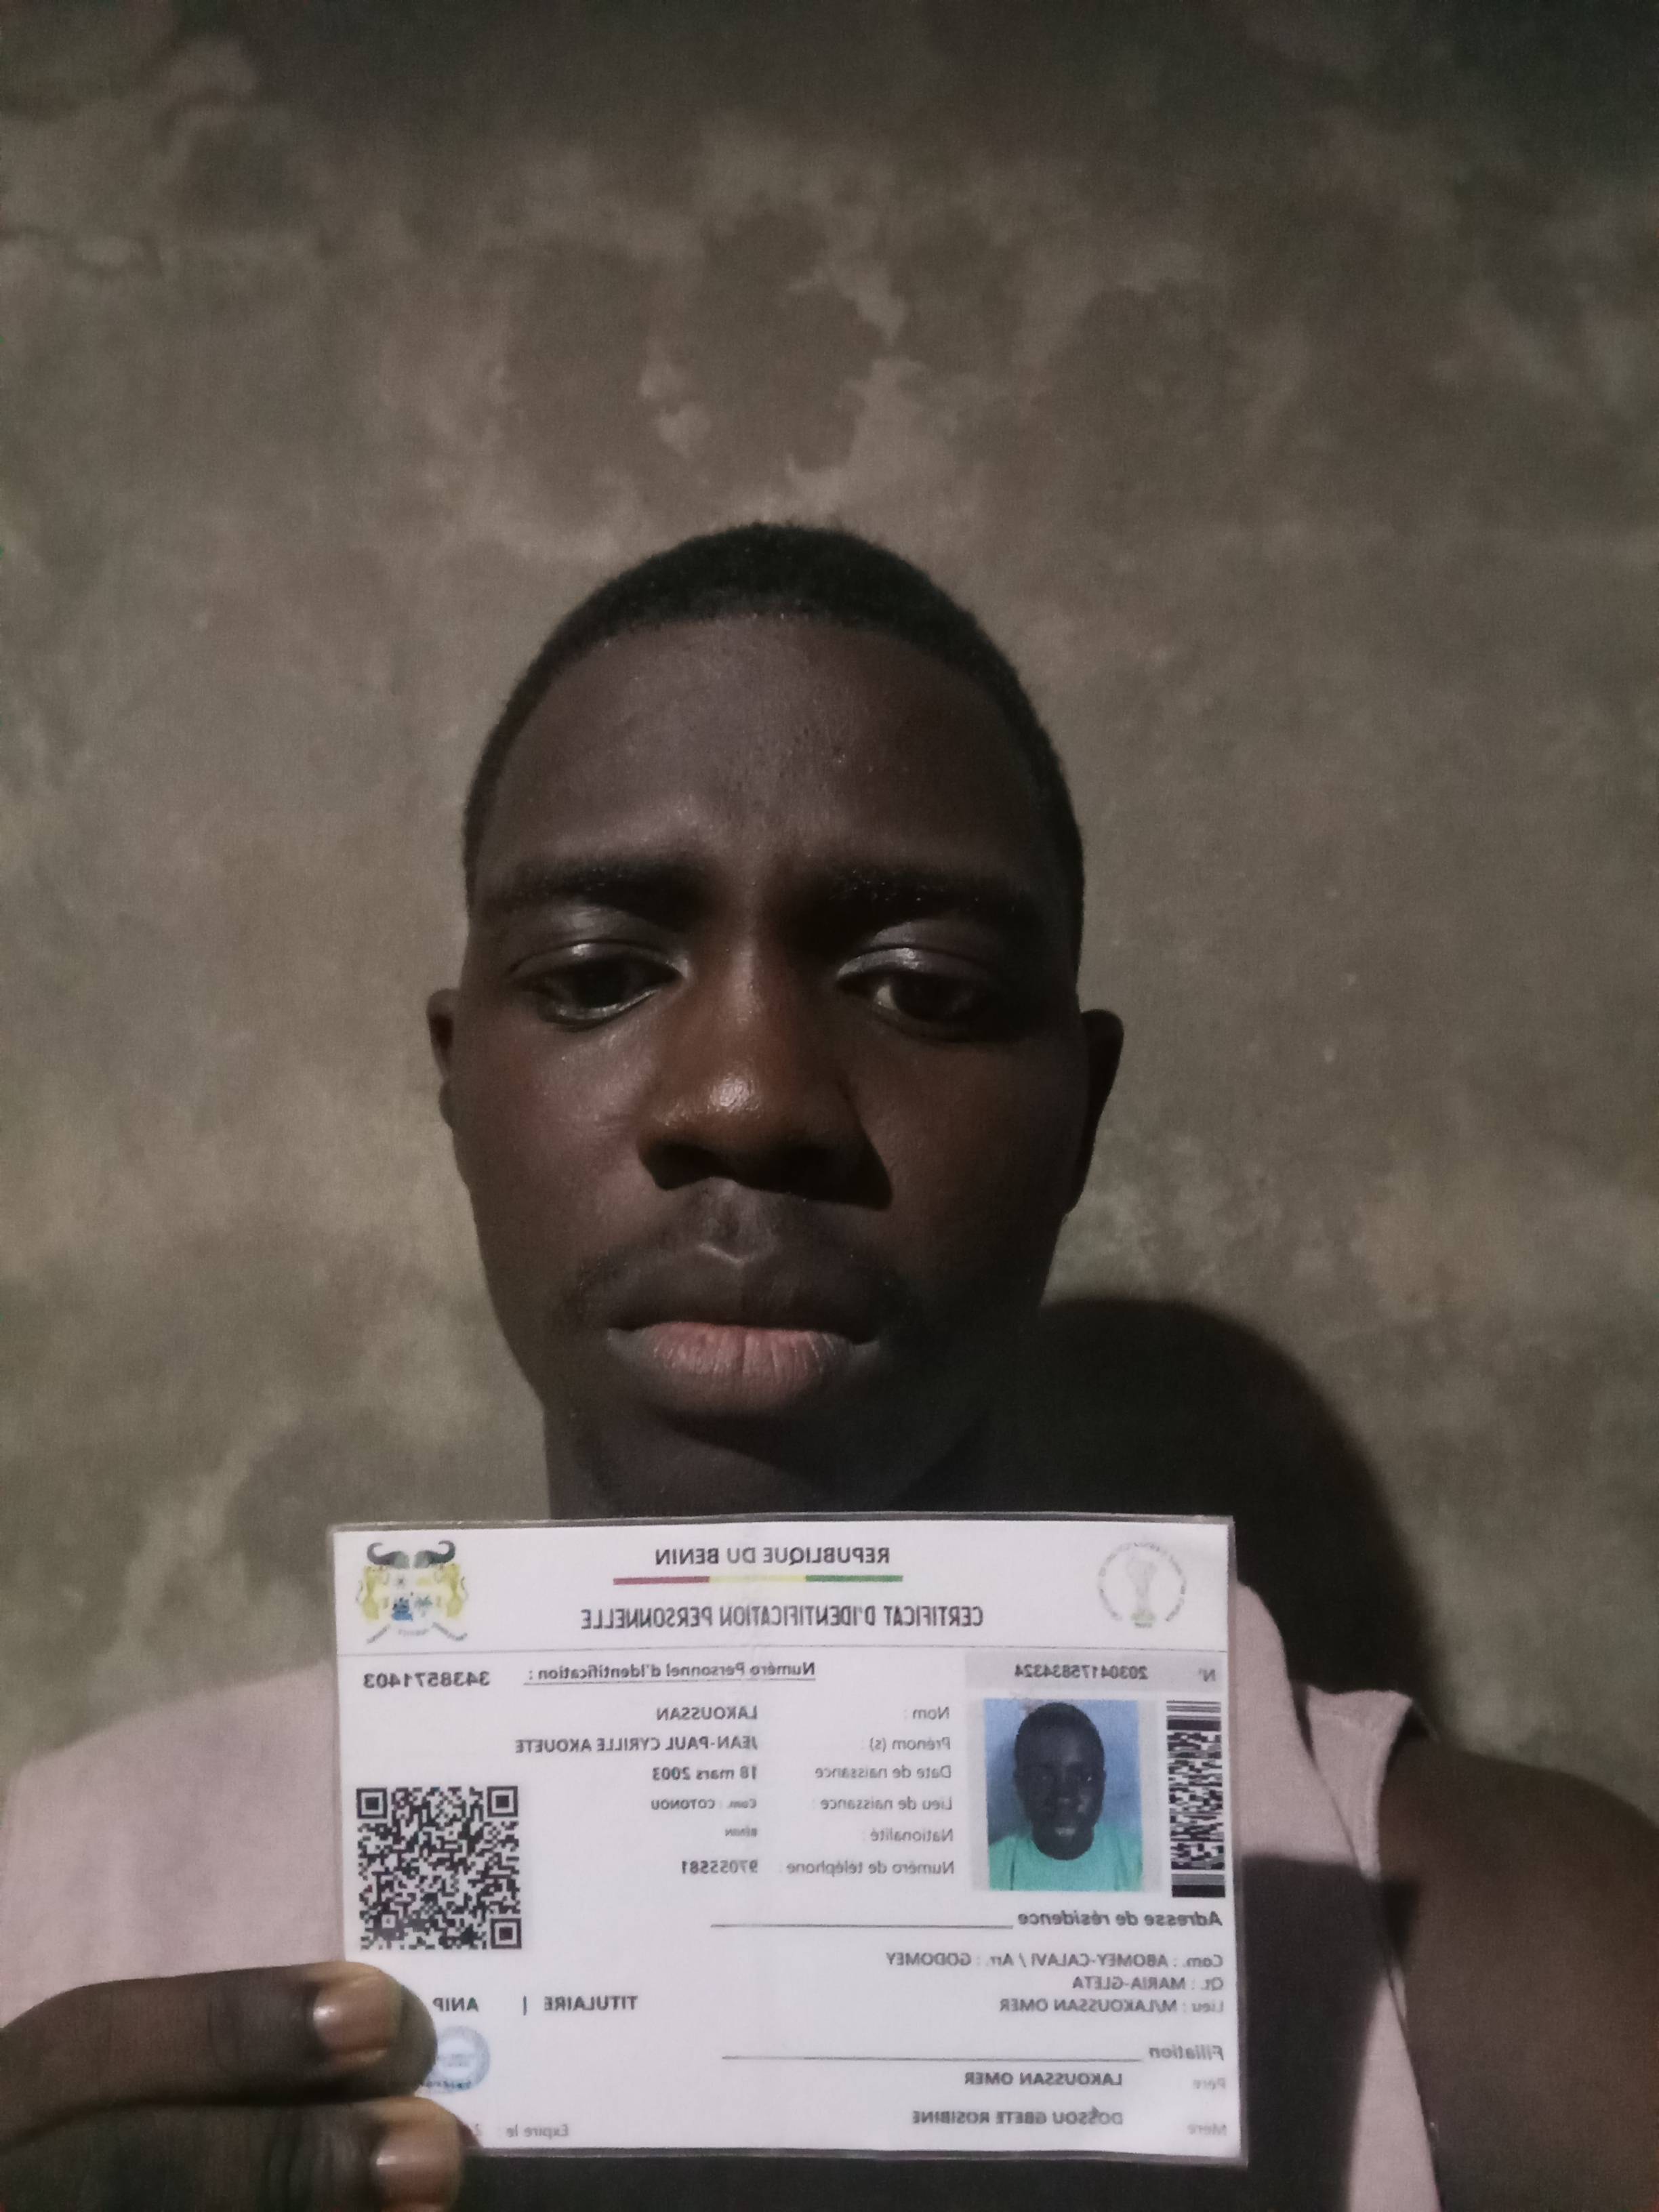 REPUBLIQUE DU BENIN
CERTIFICAT D'IDENTIFICATION PERSONNELLE
N° 20304175834324
Numéro Personnel d'Identification : 3438571403
Nom : LAKOUSSAN
Prénom (s) : JEAN-PAUL CYRILLE AKOUETE
Date de naissance 18 mars 2003
Lieu de naissance : Com. : COTONOU
Nationalité : BÉNIN
Numéro de téléphone : 97055581
Adresse de résidence
Com. : ABOMEY-CALAVI / Arr. : GODOMEY
Qt. : MARIA-GLETA
Lieu : M/LAKOUSSAN OMER
TITULAIRE | ANIP
Filiation
Père LAKOUSSAN OMER
Mère DOSSOU GBETE ROSIBINE
Expire le :